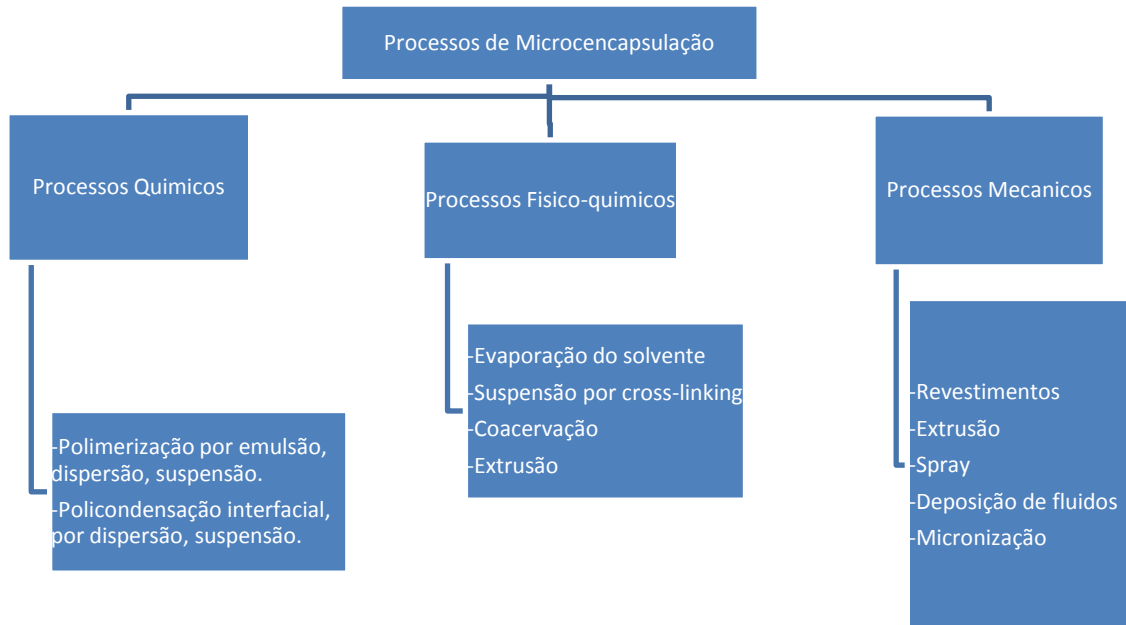 Processos de Microcencapsulação
Processos Quimicos
Processos Fisico-quimicos
Processos Mecanicos
-Polimerização por emulsão,
dispersão, suspensão.
-Policondensação interfacial,
por dispersão, suspensão.
-Evaporação do solvente
-Suspensão por cross-linking
-Coacervação
-Extrusão
-Revestimentos
-Extrusão
-Spray
-Deposição de fluidos
-Micronização